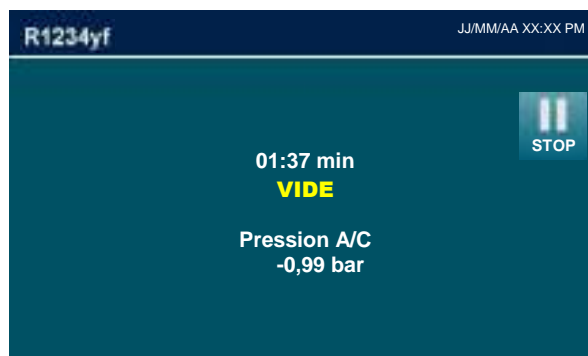 R1234yf
JJ/MM/AA XX:XX PM
STOP
01:37 min
VIDE
Pression A/C
-0,99 bar